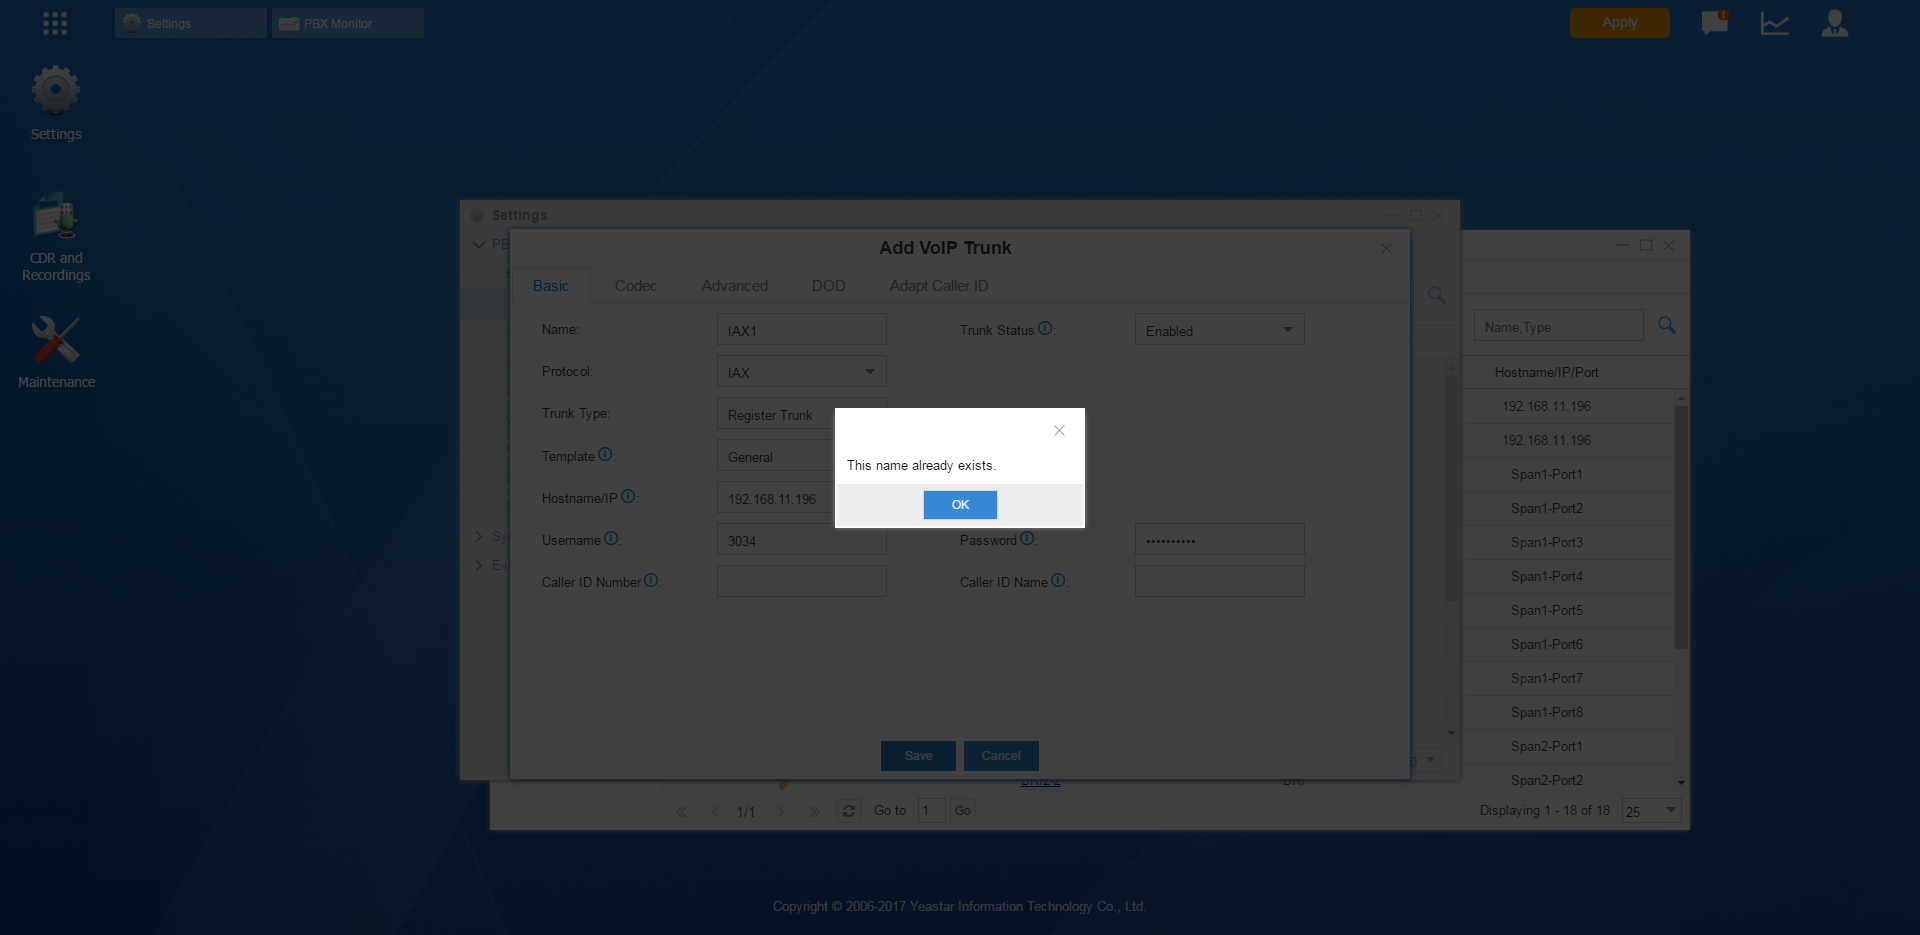 Settings
PBX Monitor
Apply
Settings
CDR and
Recordings
Maintenance
Settings
PB
Add VoIP Trunk
Basic
Codec
Advanced
DOD
Adapt Caller ID
Name:
IAX1
Trunk Status :
Enabled
Protocol:
IAX
Trunk Type:
Register Trunk
Template :
General
Hostname/IP :
192.168.11.196
Username :
3034
Password :
••••••••••
Caller ID Number :
Caller ID Name :
Save
Cancel
This name already exists.
OK
Sy
Eve
Name,Type
Hostname/IP/Port
192.168.11.196
192.168.11.196
Span1-Port1
Span1-Port2
Span1-Port3
Span1-Port4
Span1-Port5
Span1-Port6
Span1-Port7
Span1-Port8
Span2-Port1
Span2-Port2
BRI2-2
BRI
1/1
Go to
1
Go
Displaying 1 - 18 of 18
25
Copyright © 2006-2017 Yeastar Information Technology Co., Ltd.